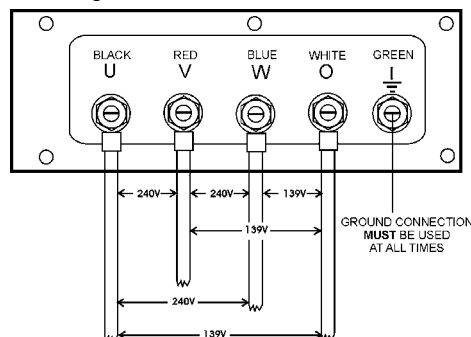 BLACK RED BLUE WHITE GREEN
U V W O
240V 240V 139V
139V
240V
139V
GROUND CONNECTION
MUST BE USED
AT ALL TIMES